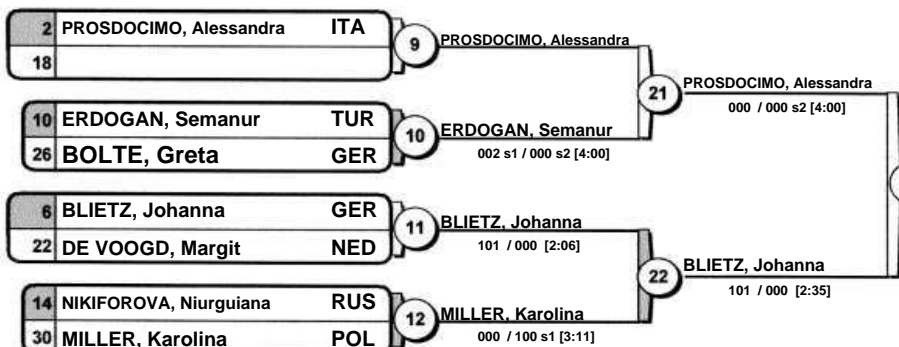 2 PROSDOCIMO, Alessandra ITA
18
9
PROSDOCIMO, Alessandra
10 ERDOGAN, Semanur TUR
26 BOLTE, Greta GER
10
ERDOGAN, Semanur
002 s1 / 000 s2 [4:00]
21
PROSDOCIMO, Alessandra
000 / 000 s2 [4:00]
6 BLIETZ, Johanna GER
22 DE VOOGD, Margit NED
11
BLIETZ, Johanna
101 / 000 [2:06]
14 NIKIFOROVA, Niurguiana RUS
30 MILLER, Karolina POL
12
MILLER, Karolina
000 / 100 s1 [3:11]
22
BLIETZ, Johanna
101 / 000 [2:35]